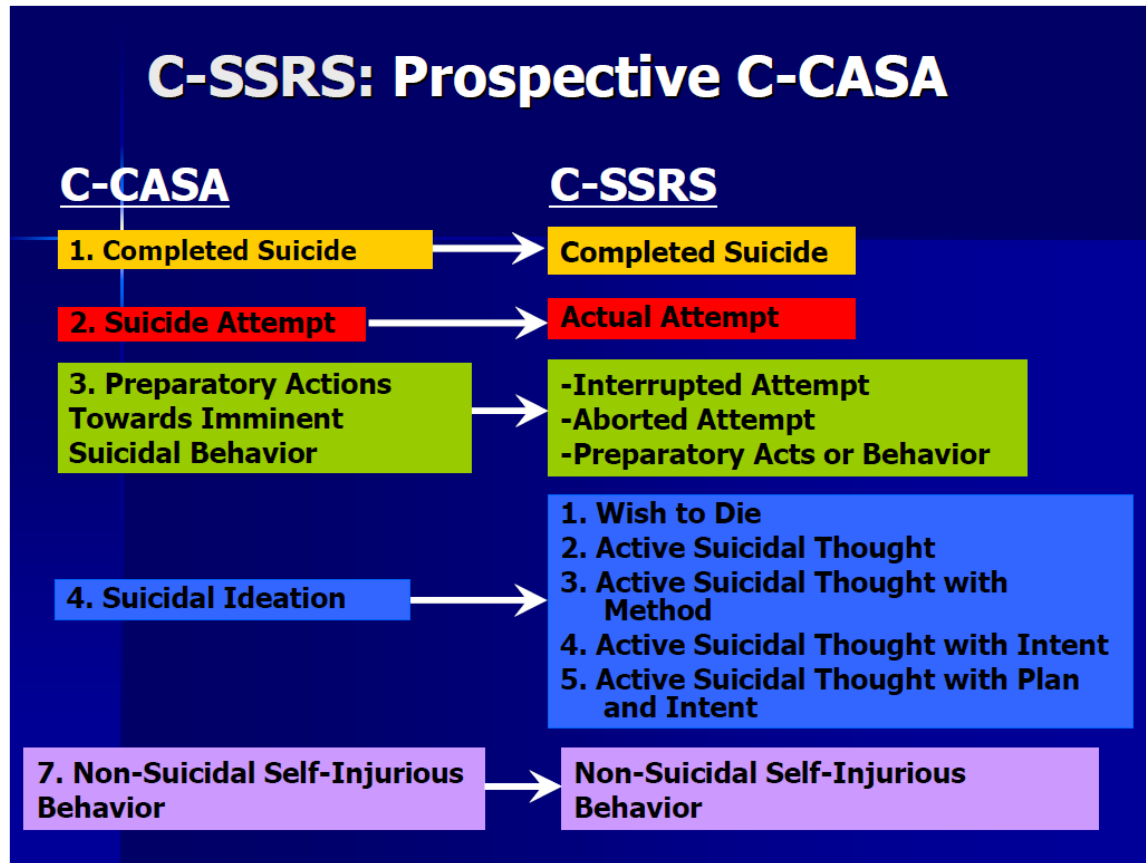 C-SSRS: Prospective C-CASA
C-CASA
C-SSRS
1. Completed Suicide
Completed Suicide
2. Suicide Attempt
Actual Attempt
3. Preparatory Actions
Towards Imminent
Suicidal Behavior
-Interrupted Attempt
-Aborted Attempt
-Preparatory Acts or Behavior
4. Suicidal Ideation
1. Wish to Die
2. Active Suicidal Thought
3. Active Suicidal Thought with
Method
4. Active Suicidal Thought with Intent
5. Active Suicidal Thought with Plan
and Intent
7. Non-Suicidal Self-Injurious
Behavior
Non-Suicidal Self-Injurious
Behavior